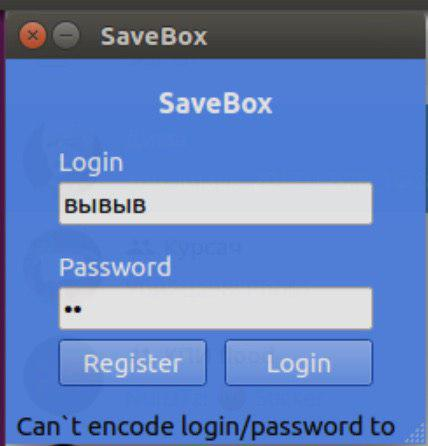 SaveBox
SaveBox
Login
вывыв
Password
••
Register
Login
Can`t encode login/password to